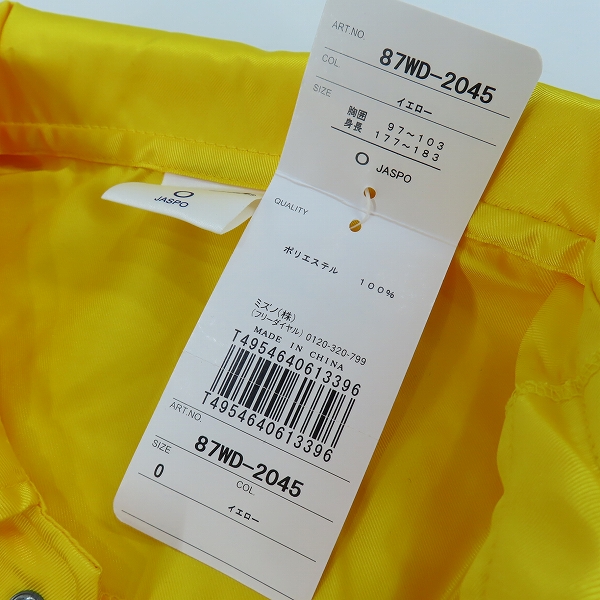 ART.NO.
87WD-2045
COL.
イエロー
SIZE
胸囲 97～103
身長 177～183
O JASPO
QUALITY
ポリエステル 100%
ミズノ(株)
(フリーダイヤル) 0120-320-799
MADE IN CHINA
T4954640613396
T4954640613396
ART.NO.
87WD-2045
SIZE
O
COL.
イエロー
O
JASPO